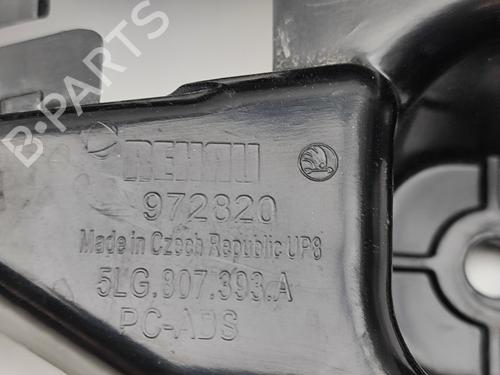 B-PARTS
REHAU
972820
Made in Czech Republic UP8
5LG.807.393.A
PC-ABS